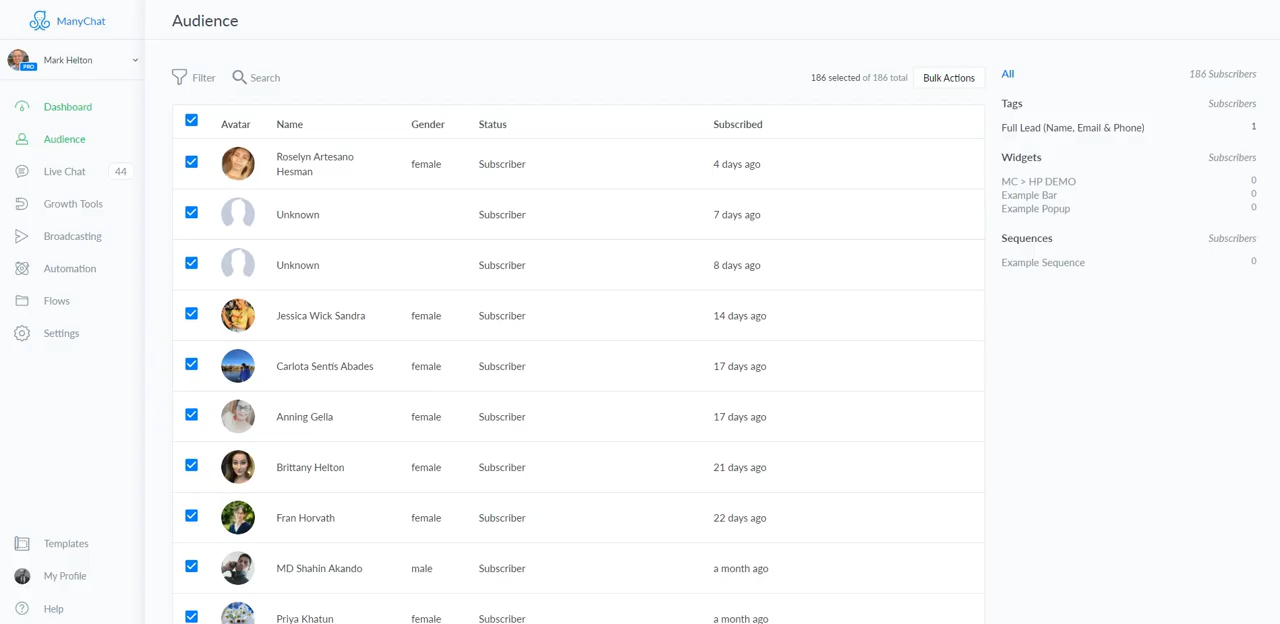 ManyChat
Audience
PRO
Mark Helton
Dashboard
Audience
Live Chat 44
Growth Tools
Broadcasting
Automation
Flows
Settings
Templates
My Profile
Help
Filter Search 186 selected of 186 total Bulk Actions
Avatar Name Gender Status Subscribed
Roselyn Artesano
Hesman female Subscriber 4 days ago
Unknown Subscriber 7 days ago
Unknown Subscriber 8 days ago
Jessica Wick Sandra female Subscriber 14 days ago
Carlota Sentís Abades female Subscriber 17 days ago
Anning Gella female Subscriber 17 days ago
Brittany Helton female Subscriber 21 days ago
Fran Horvath female Subscriber 22 days ago
MD Shahin Akando male Subscriber a month ago
Priya Khatun female Subscriber a month ago
All 186 Subscribers
Tags Subscribers
Full Lead (Name, Email & Phone) 1
Widgets Subscribers
MC > HP DEMO 0
Example Bar 0
Example Popup 0
Sequences Subscribers
Example Sequence 0